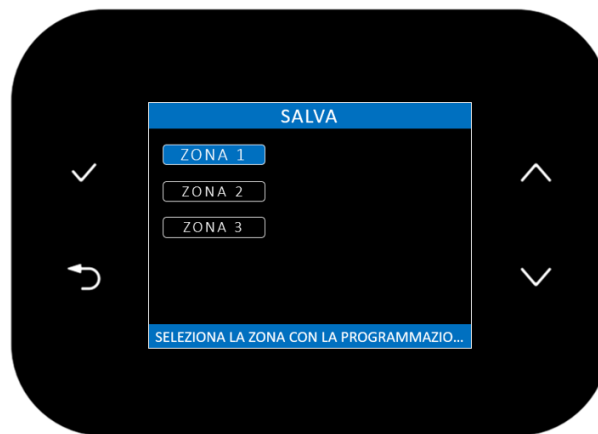 SALVA
ZONA 1
ZONA 2
ZONA 3
SELEZIONA LA ZONA CON LA PROGRAMMAZIO...